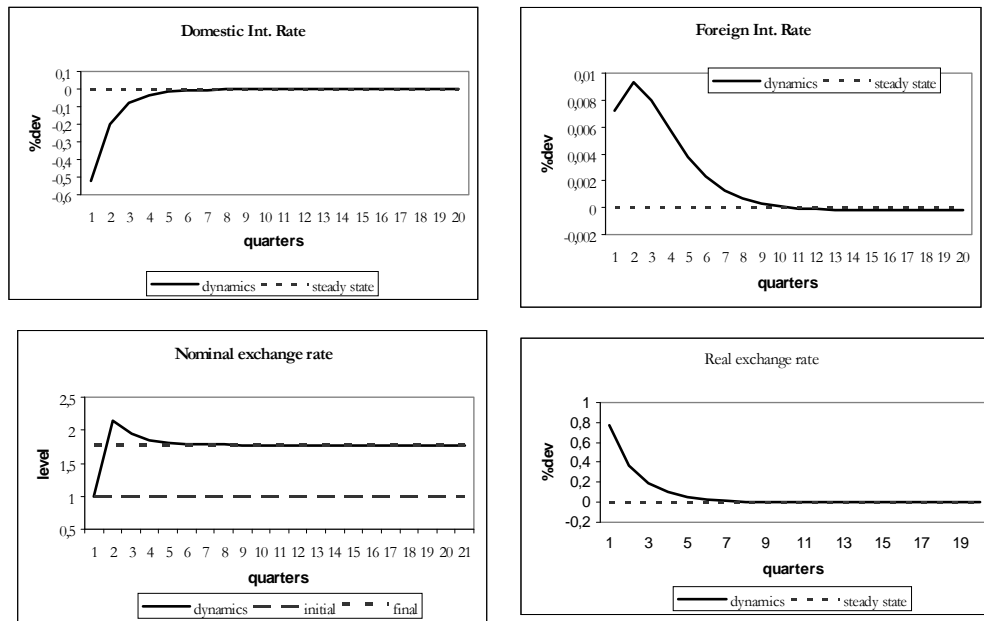 Domestic Int. Rate
0,1
0
-0,1
-0,2
-0,3
-0,4
-0,5
-0,6
%dev
1 2 3 4 5 6 7 8 9 10 11 12 13 14 15 16 17 18 19 20
quarters
dynamics steady state
Foreign Int. Rate
dynamics steady state
0,01
0,008
0,006
0,004
0,002
0
-0,002
%dev
1 2 3 4 5 6 7 8 9 10 11 12 13 14 15 16 17 18 19 20
quarters
dynamics steady state
Nominal exchange rate
2,5
2
1,5
1
0,5
level
1 2 3 4 5 6 7 8 9 10 11 12 13 14 15 16 17 18 19 20 21
quarters
dynamics initial final
Real exchange rate
1
0,8
0,6
0,4
0,2
0
-0,2
%dev
1 3 5 7 9 11 13 15 17 19
quarters
dynamics steady state